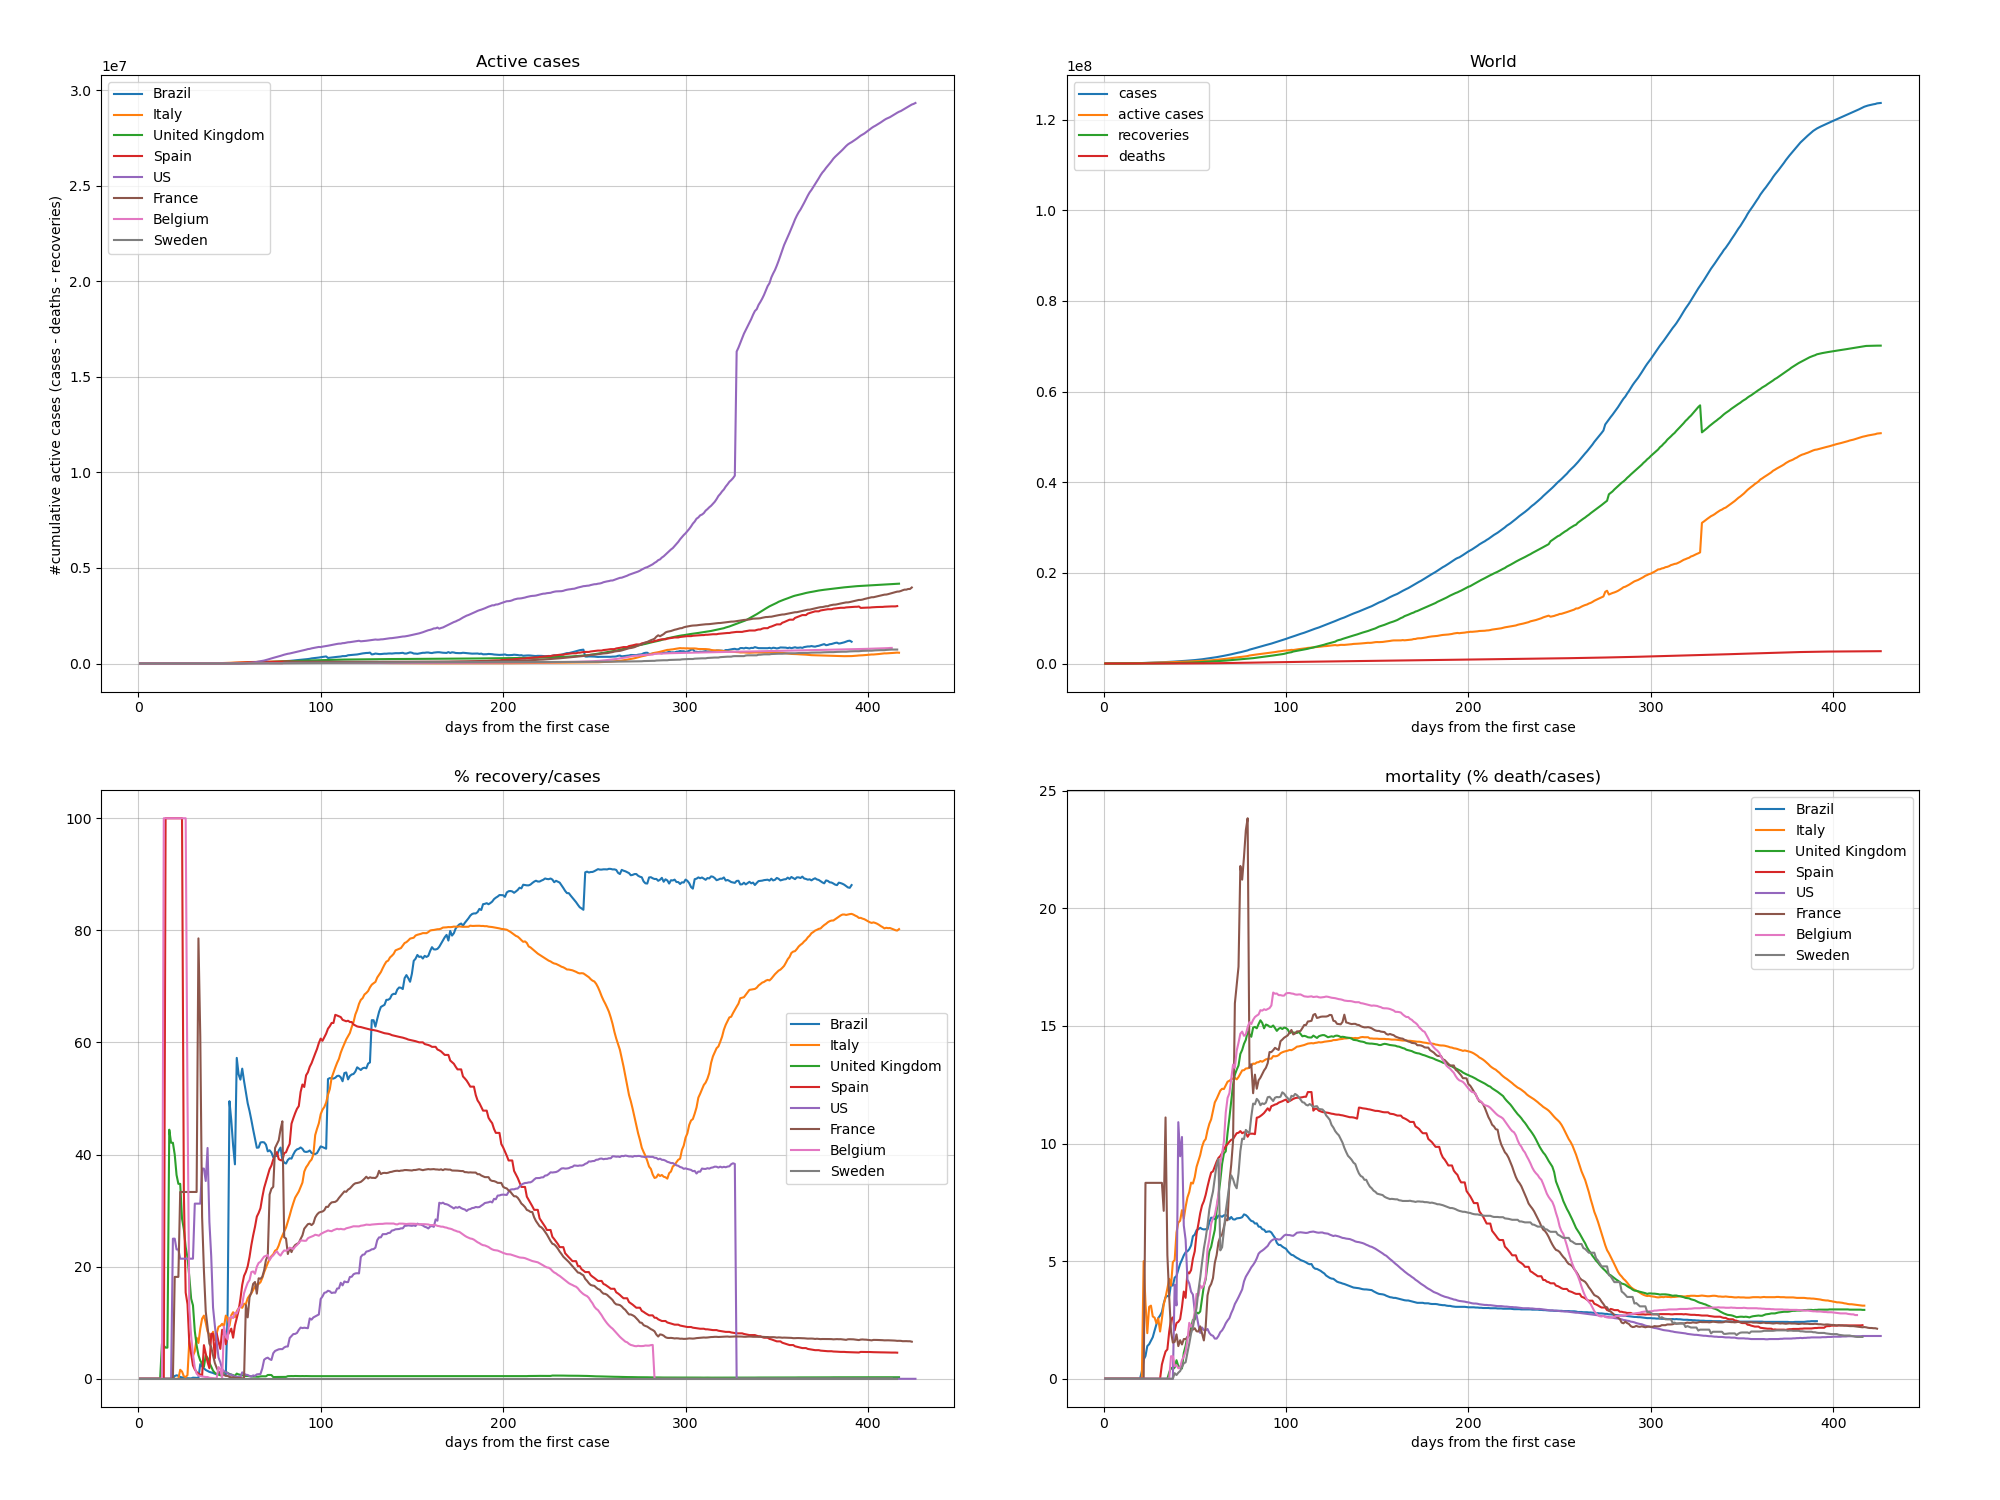 Active cases
1e7
3.0
2.5
2.0
1.5
1.0
0.5
0.0
#cumulative active cases (cases - deaths - recoveries)
Brazil
Italy
United Kingdom
Spain
US
France
Belgium
Sweden
0 100 200 300 400
days from the first case
World
1e8
1.2
1.0
0.8
0.6
0.4
0.2
0.0
cases
active cases
recoveries
deaths
0 100 200 300 400
days from the first case
% recovery/cases
100
80
60
40
20
0
Brazil
Italy
United Kingdom
Spain
US
France
Belgium
Sweden
0 100 200 300 400
days from the first case
mortality (% death/cases)
25
20
15
10
5
0
Brazil
Italy
United Kingdom
Spain
US
France
Belgium
Sweden
0 100 200 300 400
days from the first case